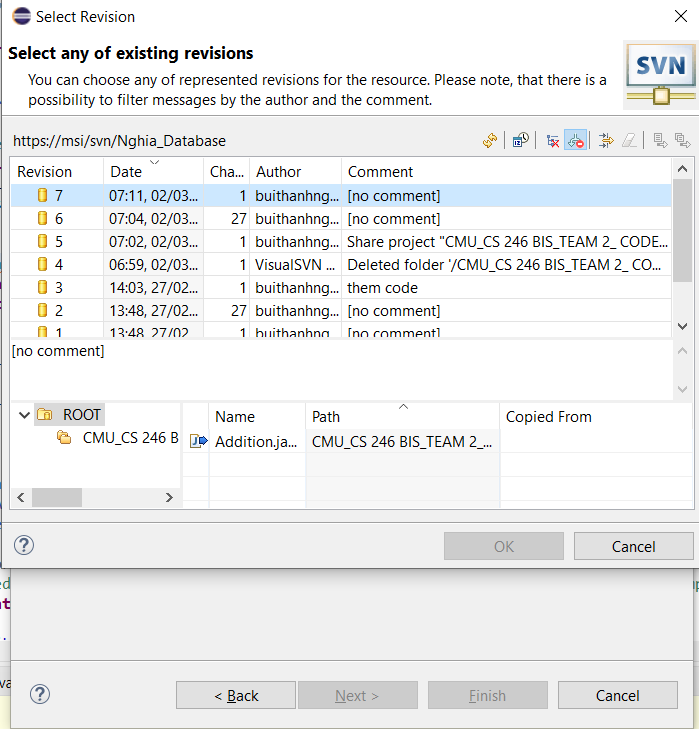 Select Revision
Select any of existing revisions
You can choose any of represented revisions for the resource. Please note, that there is a
possibility to filter messages by the author and the comment.
SVN
https://msi/svn/Nghia_Database
Revision Date Cha... Author Comment
7 07:11, 02/03... 1 buithanhng... [no comment]
6 07:04, 02/03... 27 buithanhng... [no comment]
5 07:02, 02/03... 1 buithanhng... Share project "CMU_CS 246 BIS_TEAM 2_ CODE...
4 06:59, 02/03... 1 VisualSVN ... Deleted folder '/CMU_CS 246 BIS_TEAM 2_ CO...
3 14:03, 27/02... 1 buithanhng... them code
2 13:48, 27/02... 27 buithanhng... [no comment]
1 13:48, 27/02... 1 buithanhng... [no comment]
[no comment]
ROOT
CMU_CS 246 B
Name Path Copied From
Addition.ja... CMU_CS 246 BIS_TEAM 2_...
OK Cancel
< Back Next > Finish Cancel